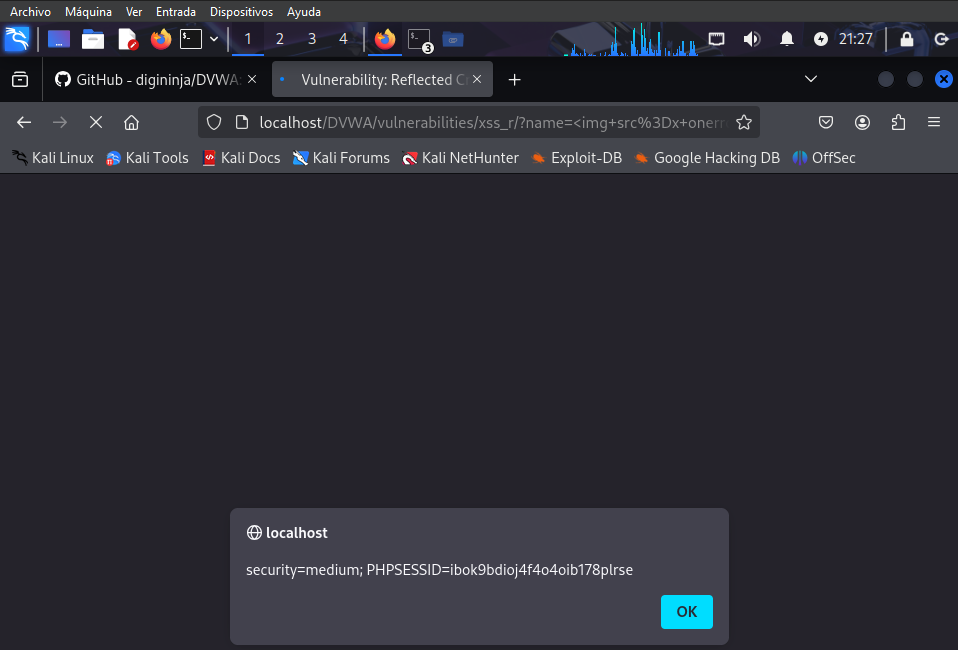 Archivo Máquina Ver Entrada Dispositivos Ayuda
1 2 3 4 3 21:27
GitHub - digininja/DVWA: Vulnerability: Reflected C
localhost/DVWA/vulnerabilities/xss_r/?name=<img+src%3Dx+onerr
Kali Linux Kali Tools Kali Docs Kali Forums Kali NetHunter Exploit-DB Google Hacking DB OffSec
localhost
security=medium; PHPSESSID=ibok9bdioj4f4o4oib178plrse
OK